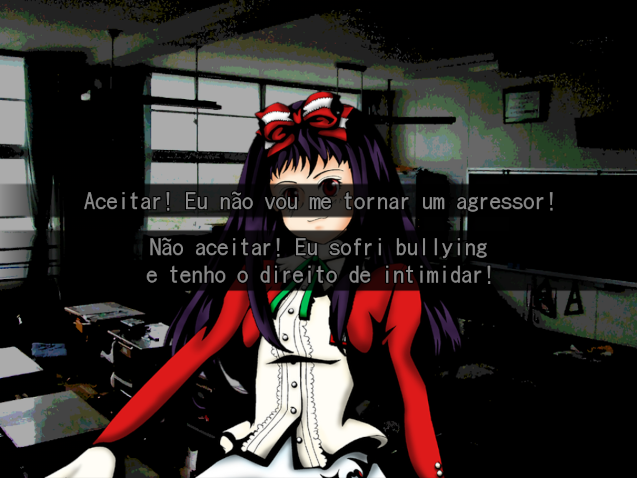 Aceitar! Eu não vou me tornar um agressor!
Não aceitar! Eu sofri bullying
e tenho o direito de intimidar!